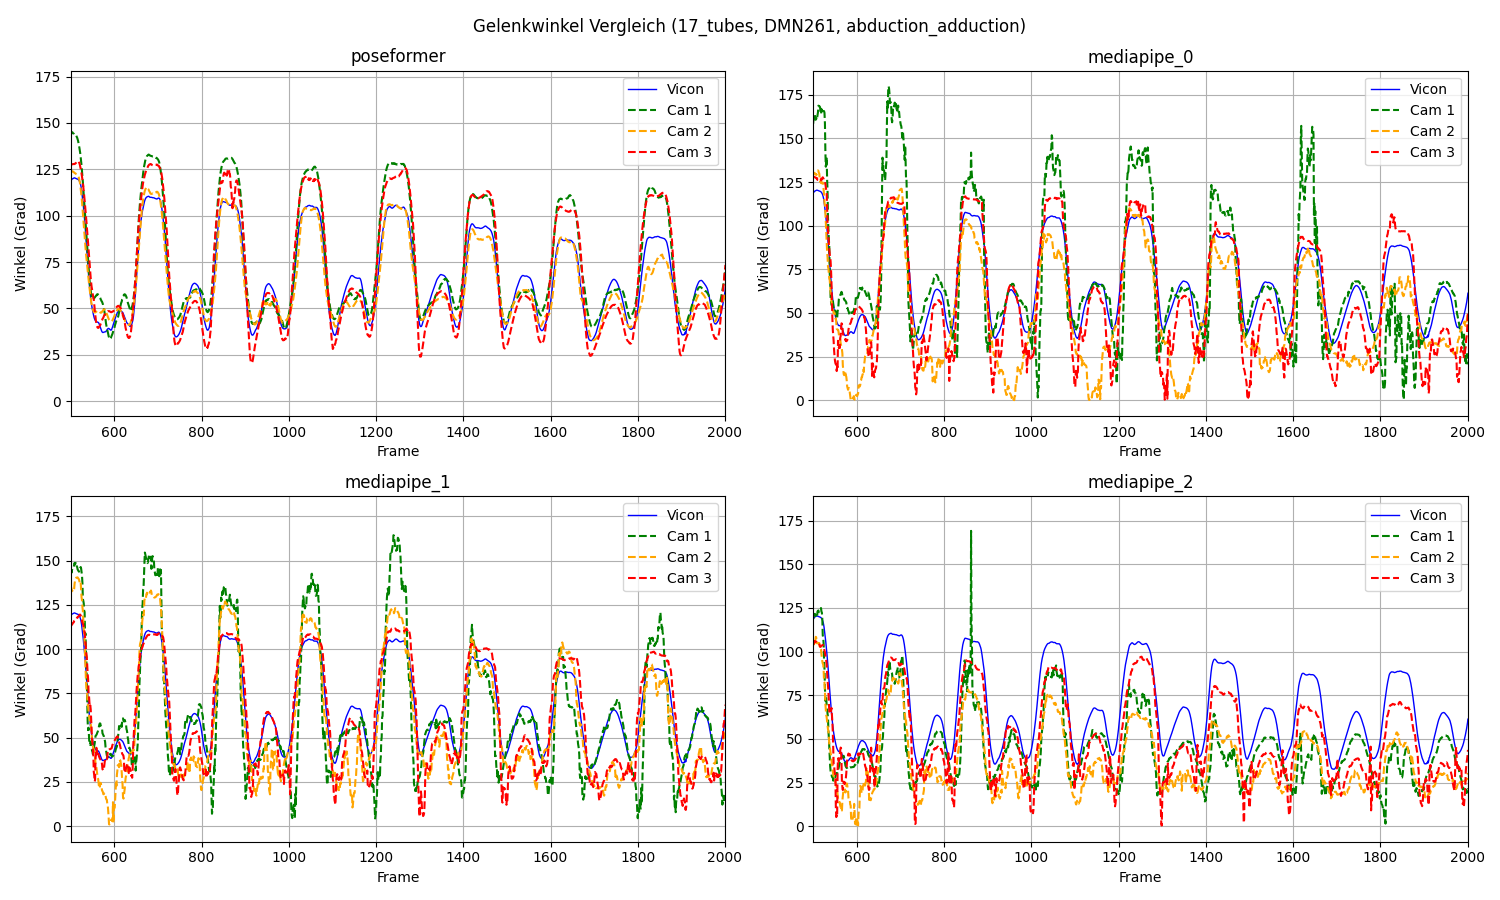 Gelenkwinkel Vergleich (17_tubes, DMN261, abduction_adduction)
poseformer
175
150
125
100
75
50
25
0
Winkel (Grad)
600 800 1000 1200 1400 1600 1800 2000
Frame
Vicon
Cam 1
Cam 2
Cam 3
mediapipe_0
175
150
125
100
75
50
25
0
Winkel (Grad)
600 800 1000 1200 1400 1600 1800 2000
Frame
Vicon
Cam 1
Cam 2
Cam 3
mediapipe_1
175
150
125
100
75
50
25
0
Winkel (Grad)
600 800 1000 1200 1400 1600 1800 2000
Frame
Vicon
Cam 1
Cam 2
Cam 3
mediapipe_2
175
150
125
100
75
50
25
0
Winkel (Grad)
600 800 1000 1200 1400 1600 1800 2000
Frame
Vicon
Cam 1
Cam 2
Cam 3